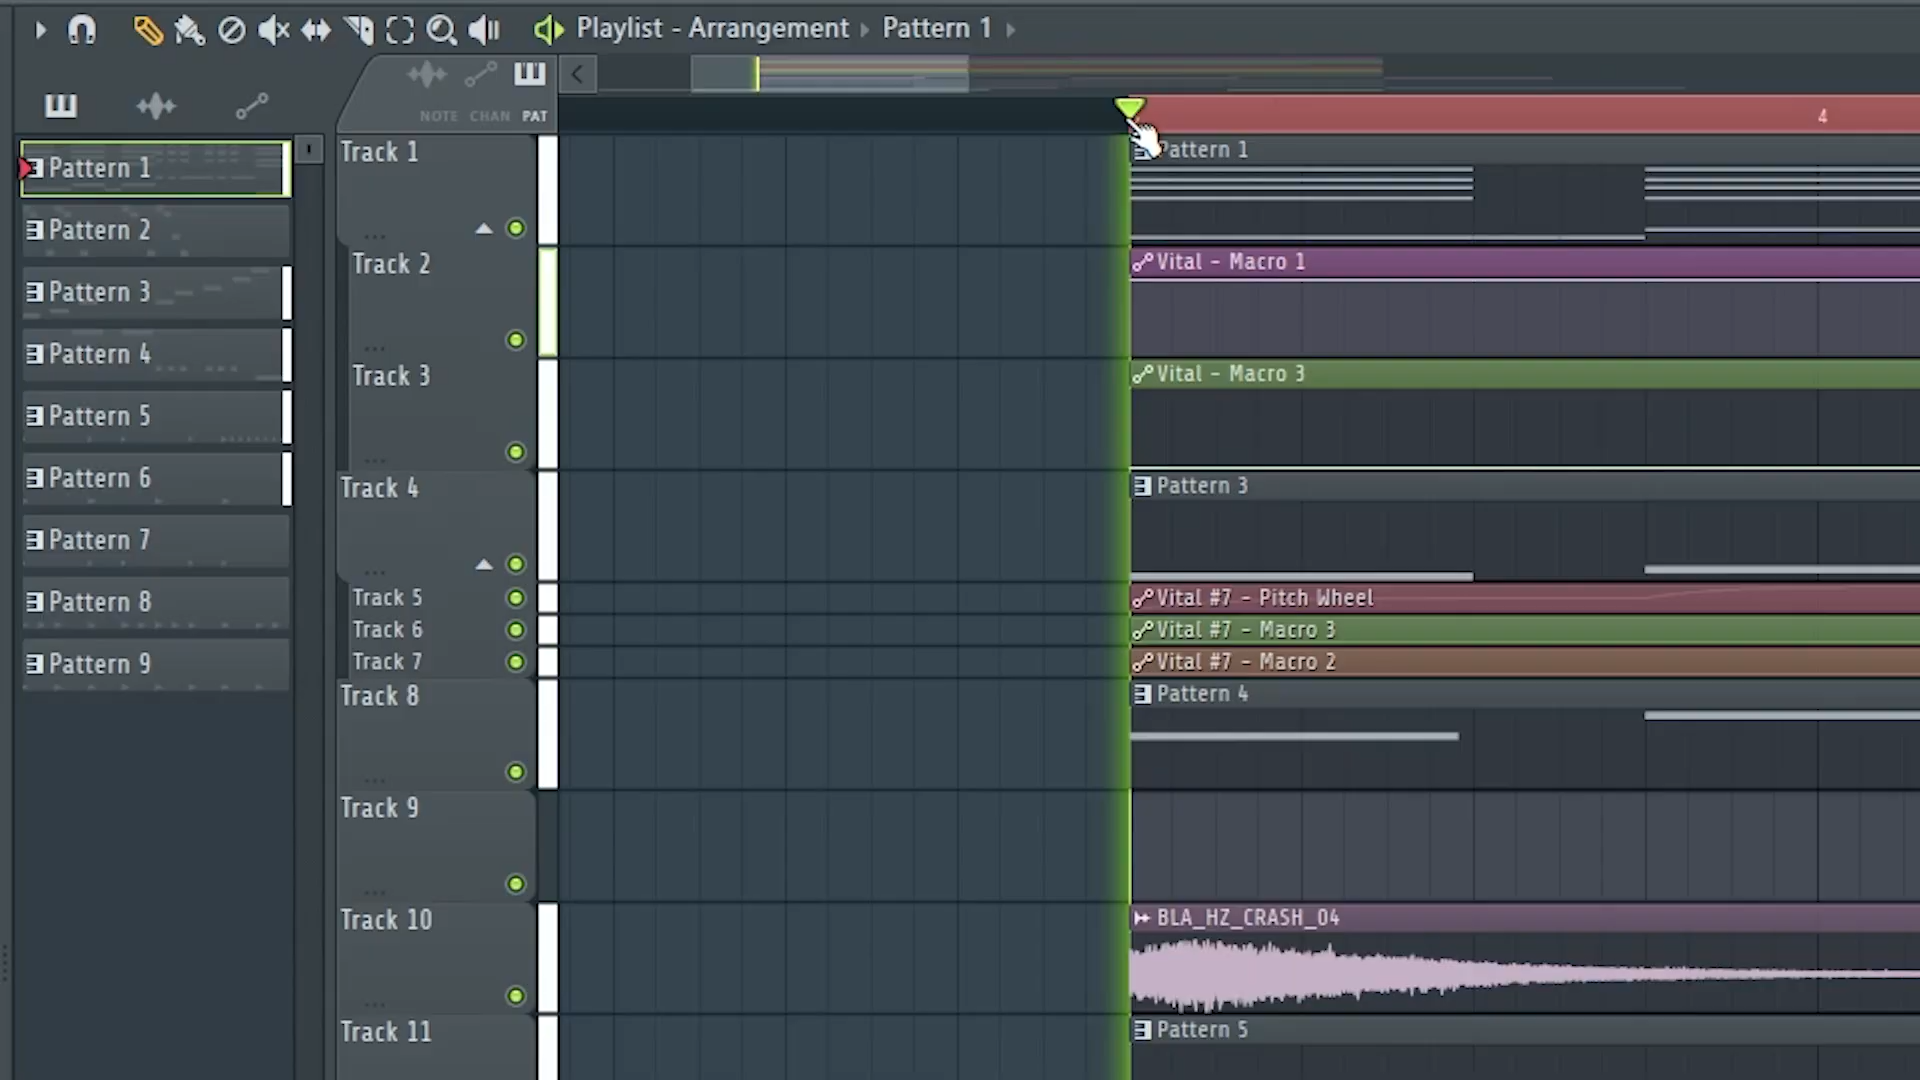 Playlist - Arrangement Pattern 1
NOTE CHAN PAT
4
Pattern 1
Pattern 2
Pattern 3
Pattern 4
Pattern 5
Pattern 6
Pattern 7
Pattern 8
Pattern 9
Track 1
Track 2
Track 3
Track 4
Track 5
Track 6
Track 7
Track 8
Track 9
Track 10
Track 11
Pattern 1
Vital - Macro 1
Vital - Macro 3
Pattern 3
Vital #7 - Pitch Wheel
Vital #7 - Macro 3
Vital #7 - Macro 2
Pattern 4
BLA_HZ_CRASH_04
Pattern 5